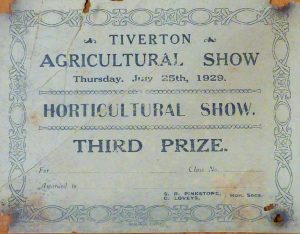 TIVERTON
AGRICULTURAL SHOW
Thursday, July 25th, 1929.
HORTICULTURAL SHOW.
THIRD PRIZE.
For Class No.
Awarded to
Hon. Secs.